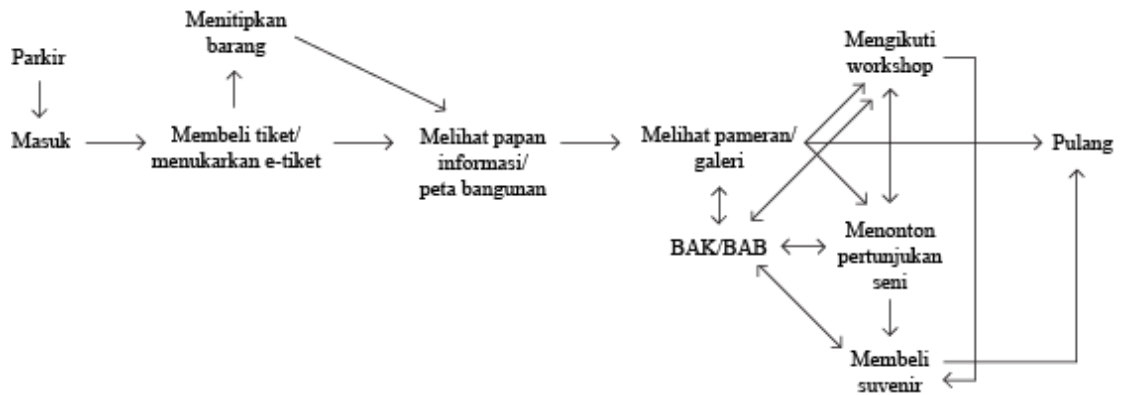 Parkir
Masuk
Menitipkan
barang
Membeli tiket/
menukarkan e-tiket
Melihat papan
informasi/
peta bangunan
Melihat pameran/
galeri
BAK/BAB
Mengikuti
workshop
Menonton
pertunjukan
seni
Membeli
suvenir
Pulang